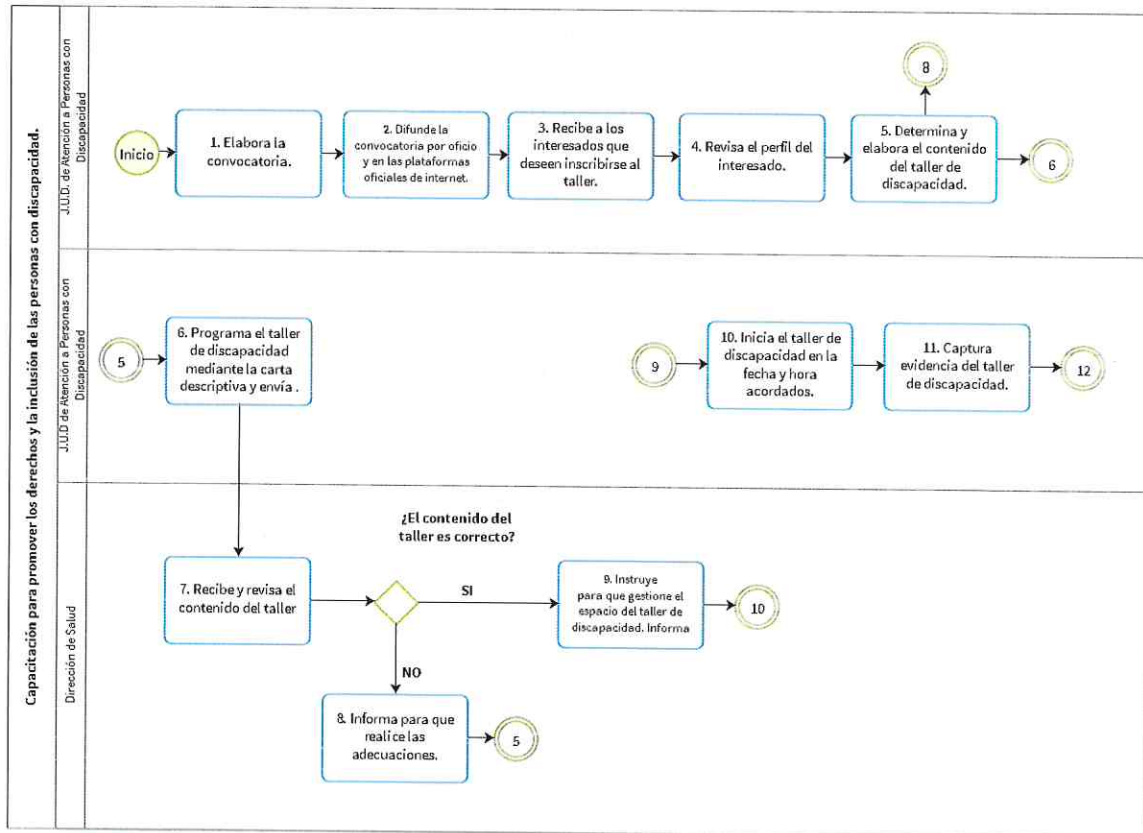 Capacitación para promover los derechos y la inclusión de las personas con discapacidad.
J.U.D. de Atención a Personas con
Discapacidad
Inicio
1. Elabora la
convocatoria.
2. Difunde la
convocatoria por oficio
y en las plataformas
oficiales de internet.
3. Recibe a los
interesados que
deseen inscribirse al
taller.
4. Revisa el perfil del
interesado.
8
5. Determina y
elabora el contenido
del taller de
discapacidad.
6
J.U.D de Atención a Personas con
Discapacidad
5
6. Programa el taller
de discapacidad
mediante la carta
descriptiva y envía .
9
10. Inicia el taller de
discapacidad en la
fecha y hora
acordados.
11. Captura
evidencia del taller
de discapacidad.
12
Dirección de Salud
7. Recibe y revisa el
contenido del taller
¿El contenido del
taller es correcto?
SI
9. Instruye
para que gestione el
espacio del taller de
discapacidad. Informa
10
NO
8. Informa para que
realice las
adecuaciones.
5